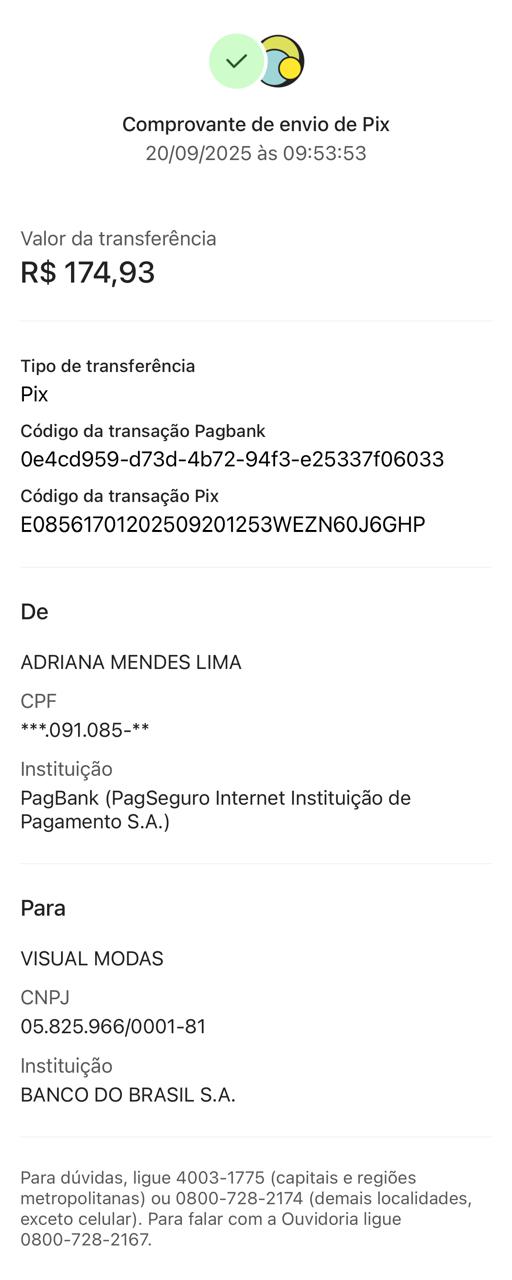 Comprovante de envio de Pix
20/09/2025 às 09:53:53
Valor da transferência
R$ 174,93
Tipo de transferência
Pix
Código da transação Pagbank
0e4cd959-d73d-4b72-94f3-e25337f06033
Código da transação Pix
E08561701202509201253WEZN60J6GHP
De
ADRIANA MENDES LIMA
CPF
***.091.085-**
Instituição
PagBank (PagSeguro Internet Instituição de
Pagamento S.A.)
Para
VISUAL MODAS
CNPJ
05.825.966/0001-81
Instituição
BANCO DO BRASIL S.A.
Para dúvidas, ligue 4003-1775 (capitais e regiões
metropolitanas) ou 0800-728-2174 (demais localidades,
exceto celular). Para falar com a Ouvidoria ligue
0800-728-2167.